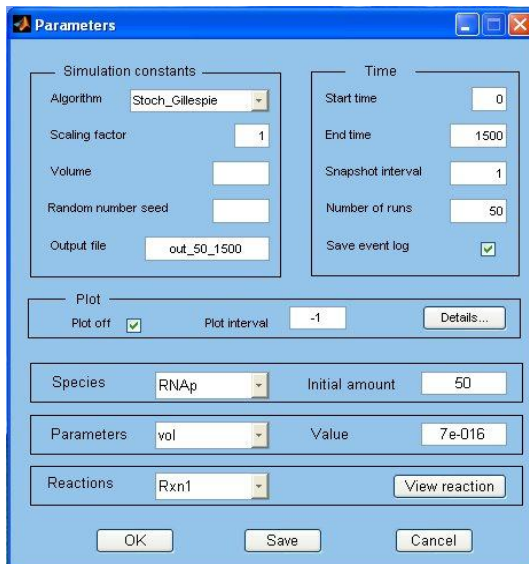 Parameters
Simulation constants
Algorithm Stoch_Gillespie
Scaling factor 1
Volume
Random number seed
Output file out_50_1500
Time
Start time 0
End time 1500
Snapshot interval 1
Number of runs 50
Save event log
Plot
Plot off Plot interval -1 Details...
Species RNAp Initial amount 50
Parameters vol Value 7e-016
Reactions Rxn1 View reaction
OK Save Cancel